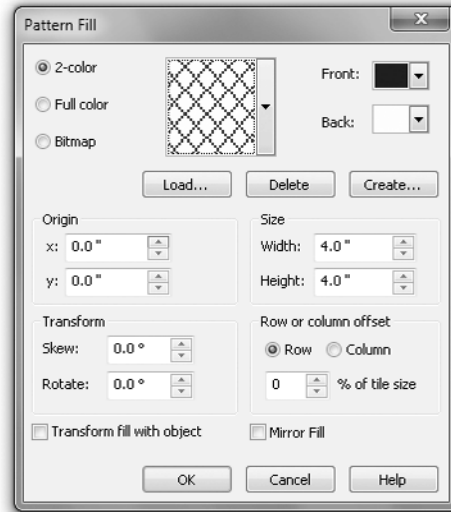 Pattern Fill
2-color
Full color
Bitmap
Front:
Back:
Load...
Delete
Create...
Origin
x: 0.0 "
y: 0.0 "
Size
Width: 4.0 "
Height: 4.0 "
Transform
Skew: 0.0 °
Rotate: 0.0 °
Row or column offset
Row
Column
0 % of tile size
Transform fill with object
Mirror Fill
OK
Cancel
Help